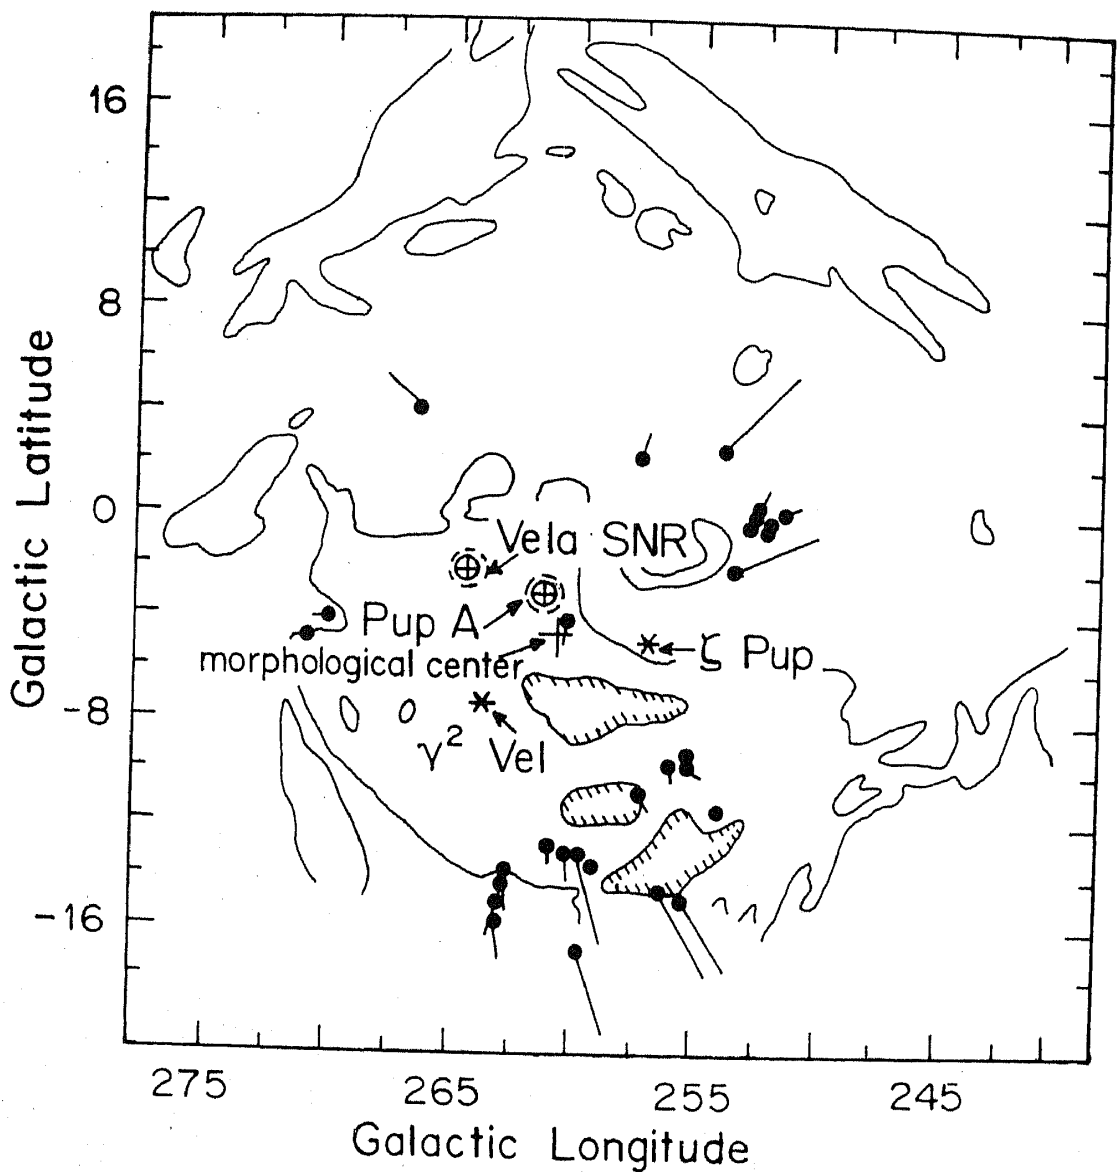 16
8
0
-8
-16
Galactic Latitude
Vela SNR
Pup A
morphological center
ζ Pup
γ² Vel
275
265
255
245
Galactic Longitude